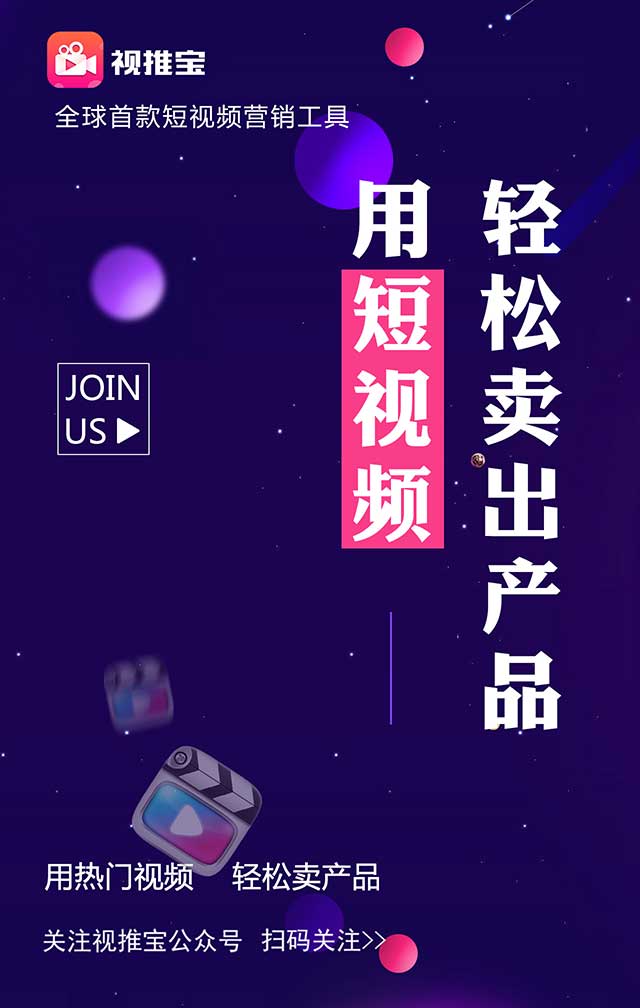 视推宝
全球首款短视频营销工具
用短视频
轻松卖出产品
JOIN
US
用热门视频 轻松卖产品
关注视推宝公众号 扫码关注>>